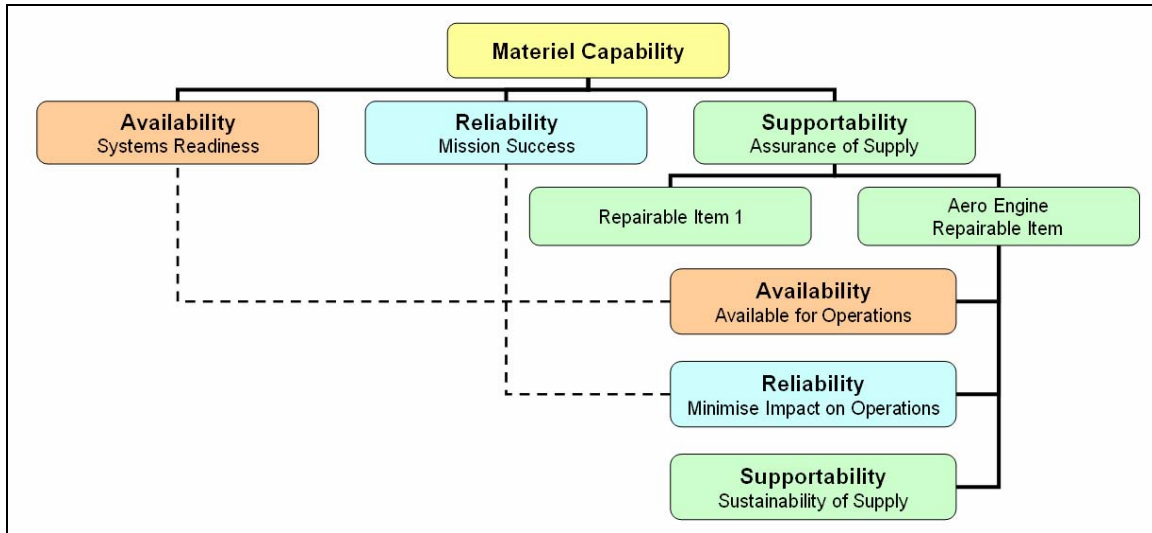 Materiel Capability
Availability
Systems Readiness
Reliability
Mission Success
Supportability
Assurance of Supply
Repairable Item 1
Aero Engine
Repairable Item
Availability
Available for Operations
Reliability
Minimise Impact on Operations
Supportability
Sustainability of Supply